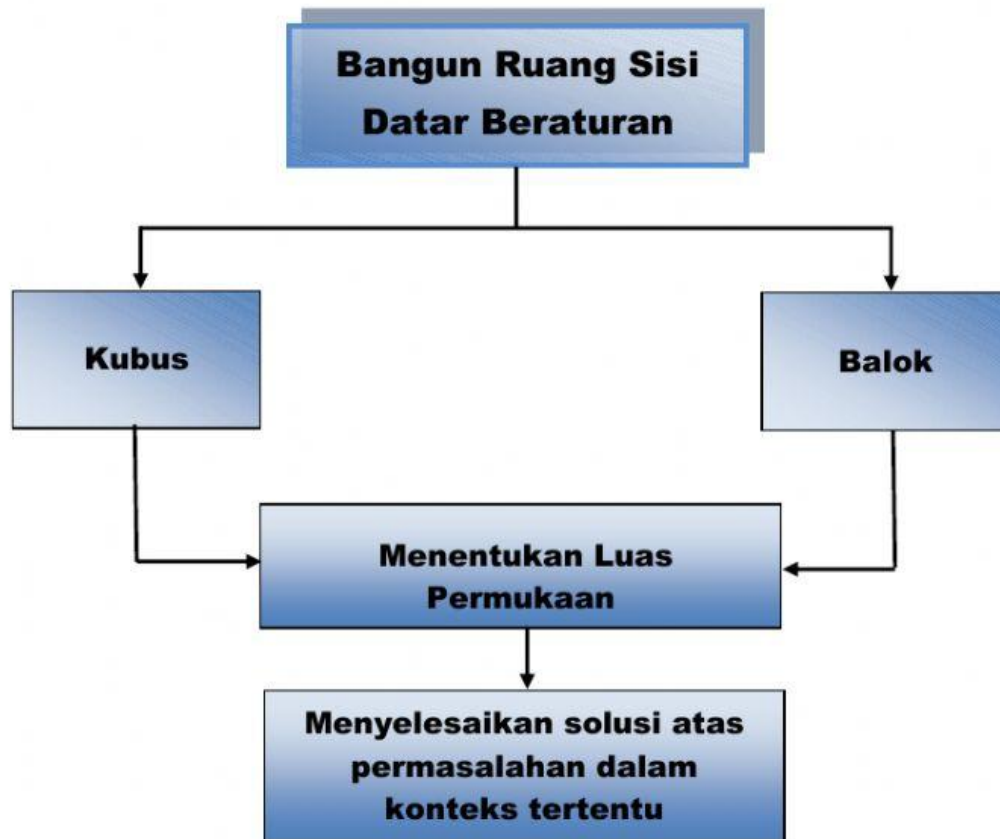 Bangun Ruang Sisi
Datar Beraturan
Kubus
Balok
Menentukan Luas
Permukaan
Menyelesaikan solusi atas
permasalahan dalam
konteks tertentu